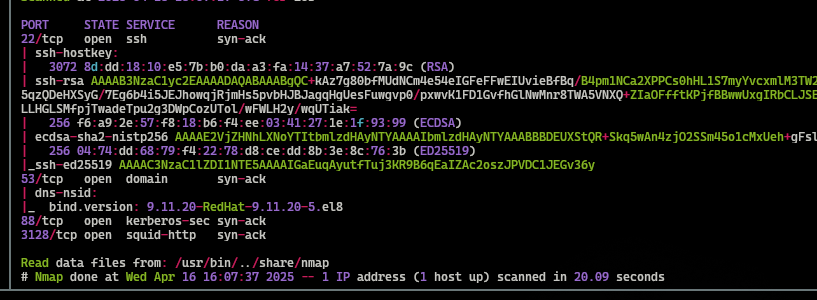 PORT STATE SERVICE REASON
22/tcp open ssh syn-ack
| ssh-hostkey:
| 3072 8d:dd:18:10:e5:7b:b0:da:a3:fa:14:37:a7:52:7a:9c (RSA)
| ssh-rsa AAAAB3NzaC1yc2EAAAADAQABAAABgQC+kAz7g80bfMUdNCm4e54eIGFeFFwEIUvieBfBq/B4pm1NCa2XPPCs0hHL1S7myYvcxmlM3TW2
5qzQDeHXSyG/7Eg6b4i5JEJhowqjRjmHs5pvbHJBJagqHgUesFuwgvp0/pxwvK1FD1GvfhGlNwMnr8TWA5VNXQ+ZIaOFfftKPjfBBwwUxgIRbCLJSE
LLHGLSMfpjTwadeTpu2g3DWpCozUTol/wFWLH2y/wqUTiak=
| 256 f6:a9:2e:57:f8:18:b6:f4:ee:03:41:27:1e:1f:93:99 (ECDSA)
| ecdsa-sha2-nistp256 AAAAE2VjZHNhLXNoYTItbmlzdHAyNTYAAAAIbmlzdHAyNTYAAABBBDEUXStQR+Skq5wAn4zjO2SSm45o1cMxUeh+gFsl
| 256 04:74:dd:68:79:f4:22:78:d8:ce:dd:8b:3e:8c:76:3b (ED25519)
|_ssh-ed25519 AAAAC3NzaC1lZDI1NTE5AAAAIGaEuqAyutfTuj3KR9B6qEaIZAc2oszJPVDC1JEGv36y
53/tcp open domain syn-ack
| dns-nsid:
|_ bind.version: 9.11.20-RedHat-9.11.20-5.el8
88/tcp open kerberos-sec syn-ack
3128/tcp open squid-http syn-ack
Read data files from: /usr/bin/../share/nmap
# Nmap done at Wed Apr 16 16:07:37 2025 -- 1 IP address (1 host up) scanned in 20.09 seconds